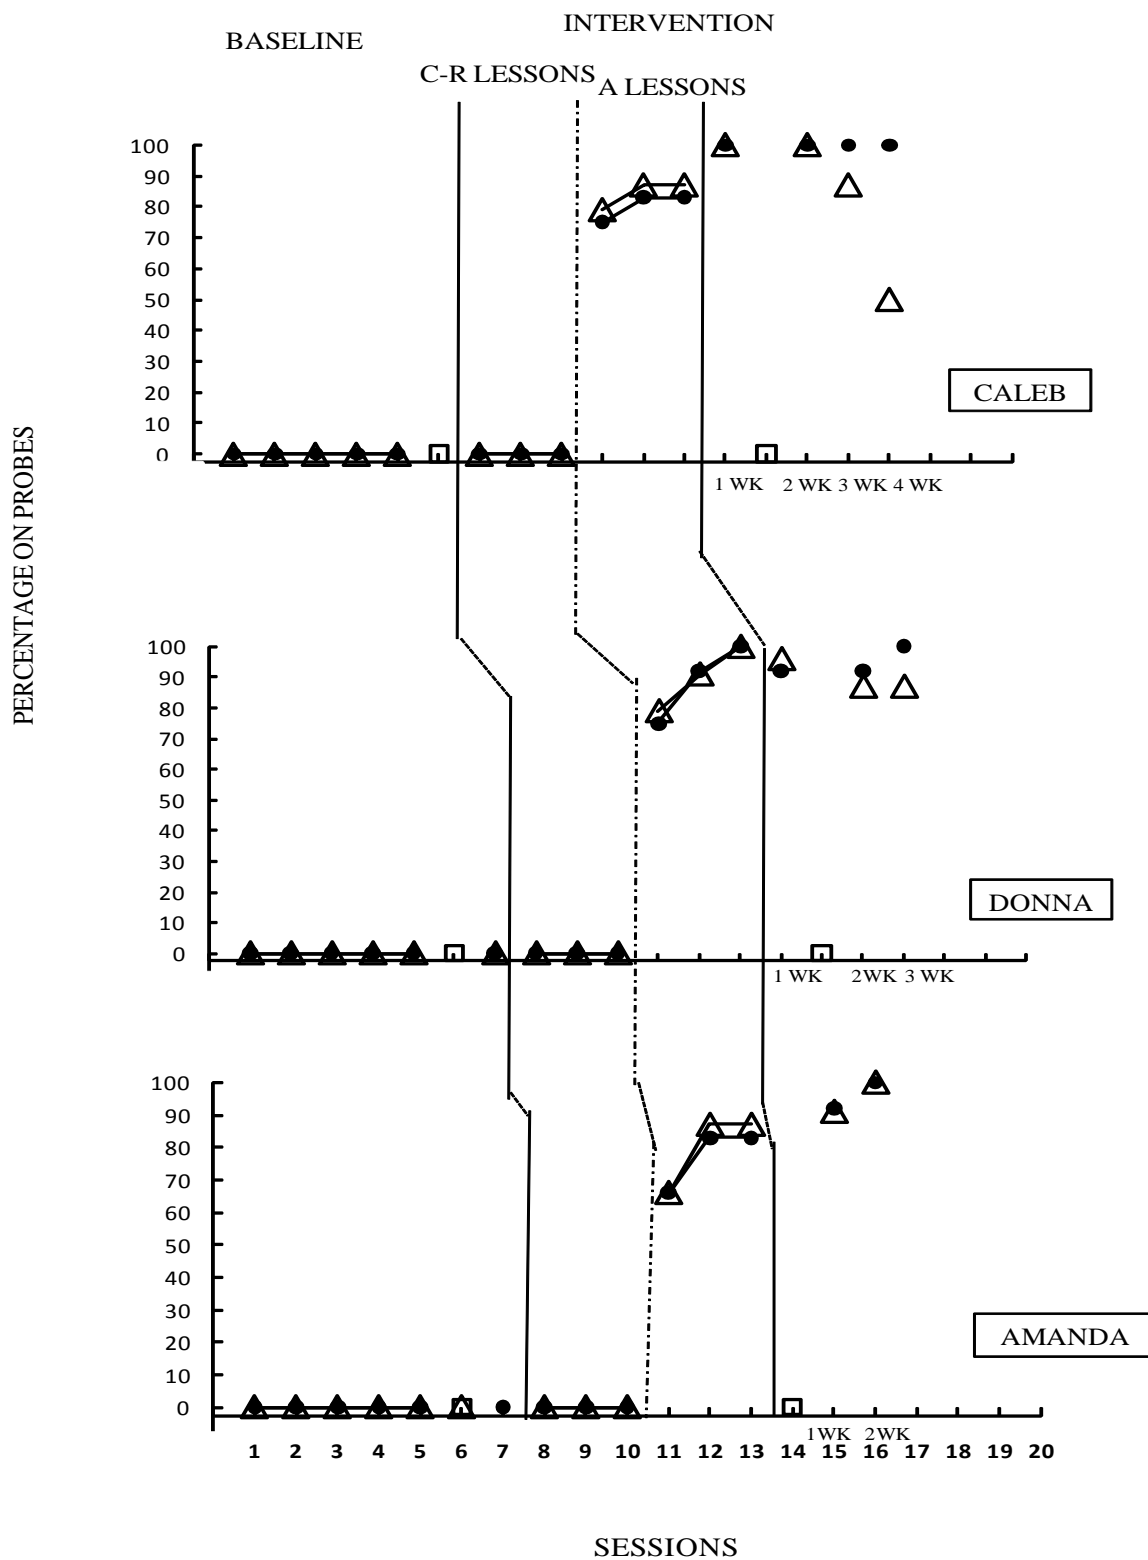 INTERVENTION
BASELINE
C-R LESSONS
A LESSONS
PERCENTAGE ON PROBES
100
90
80
70
60
50
40
30
20
10
0
CALEB
1 WK 2 WK 3 WK 4 WK
100
90
80
70
60
50
40
30
20
10
0
DONNA
1 WK 2WK 3 WK
100
90
80
70
60
50
40
30
20
10
0
AMANDA
1WK 2WK
1 2 3 4 5 6 7 8 9 10 11 12 13 14 15 16 17 18 19 20
SESSIONS